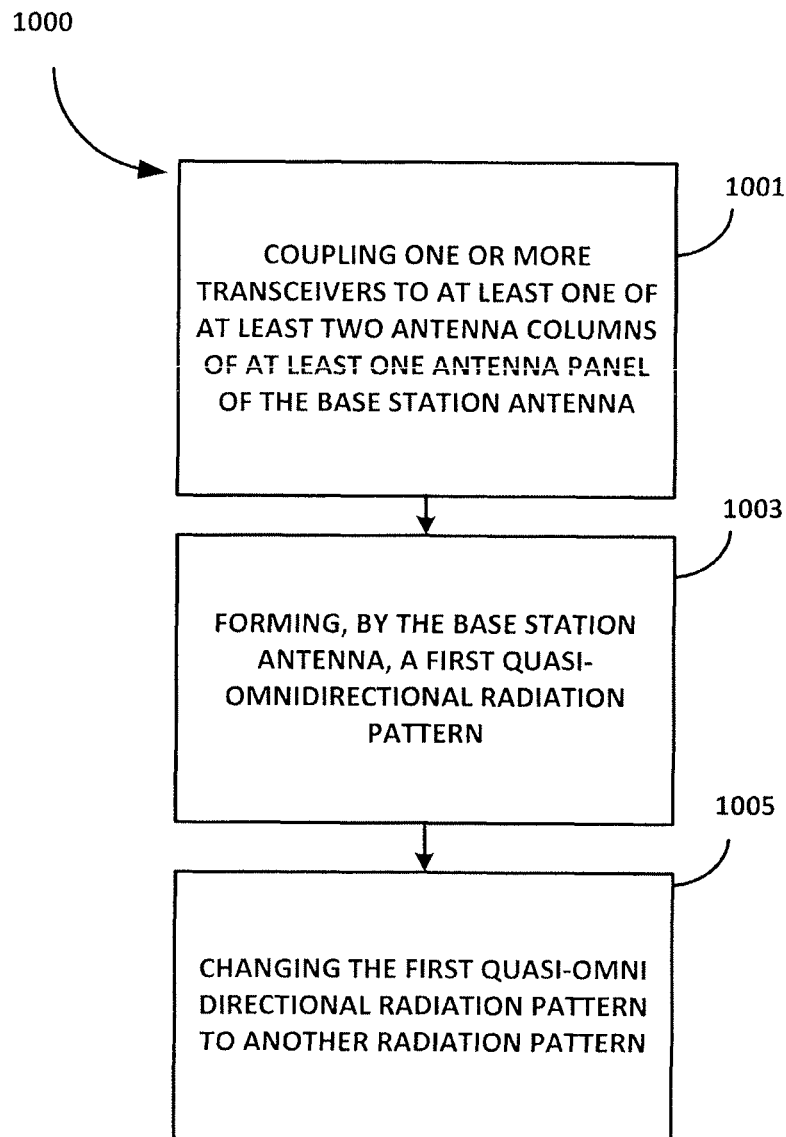 1000
1001
COUPLING ONE OR MORE
TRANSCEIVERS TO AT LEAST ONE OF
AT LEAST TWO ANTENNA COLUMNS
OF AT LEAST ONE ANTENNA PANEL
OF THE BASE STATION ANTENNA
1003
FORMING, BY THE BASE STATION
ANTENNA, A FIRST QUASI-
OMNIDIRECTIONAL RADIATION
PATTERN
1005
CHANGING THE FIRST QUASI-OMNI
DIRECTIONAL RADIATION PATTERN
TO ANOTHER RADIATION PATTERN